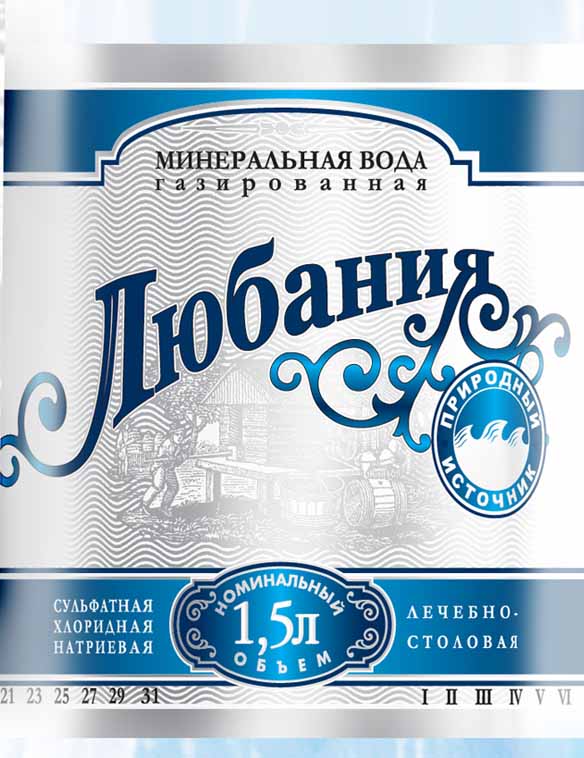 МИНЕРАЛЬНАЯ ВОДА
газированная
Любания
ПРИРОДНЫЙ
ИСТОЧНИК
СУЛЬФАТНАЯ
ХЛОРИДНАЯ
НАТРИЕВАЯ
НОМИНАЛЬНЫЙ
1,5л
ОБЪЕМ
ЛЕЧЕБНО-
СТОЛОВАЯ
21 23 25 27 29 31
I II III IV V VI